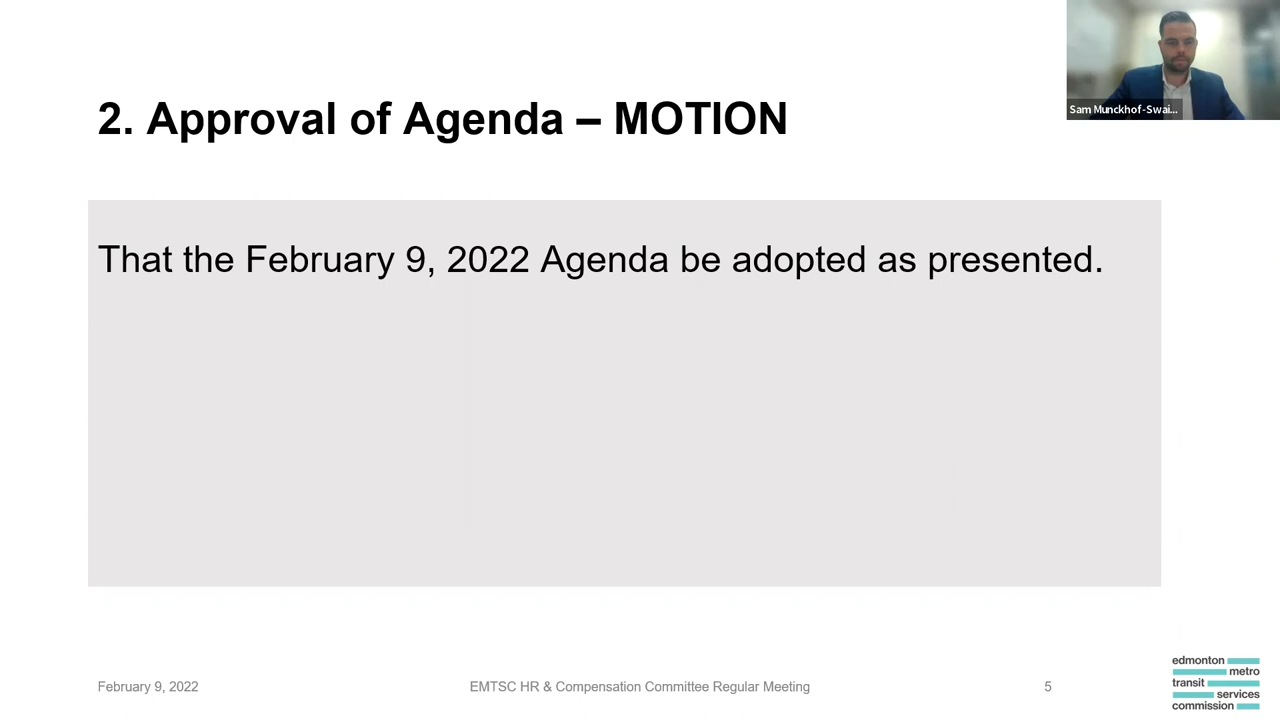 Sam Munckhof-Swai...
2. Approval of Agenda – MOTION
That the February 9, 2022 Agenda be adopted as presented.
February 9, 2022
EMTSC HR & Compensation Committee Regular Meeting
5
edmonton
metro
transit
services
commission